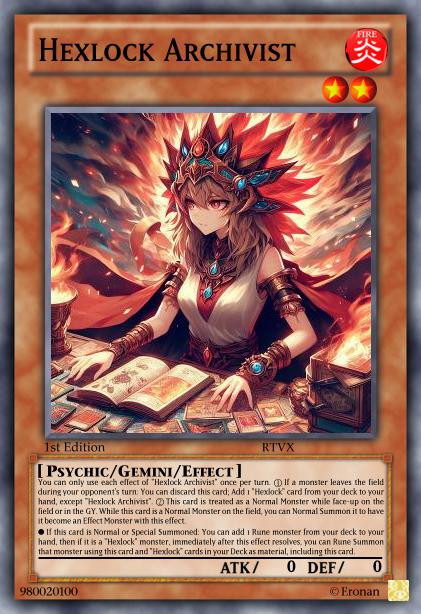 HEXLOCK ARCHIVIST
FIRE
炎
1st Edition RTVX
[ PSYCHIC/GEMINI/EFFECT ]
You can only use each effect of "Hexlock Archivist" once per turn. ① If a monster leaves the field
during your opponent's turn: You can discard this card; Add 1 "Hexlock" card from your deck to your
hand, except "Hexlock Archivist". ② This card is treated as a Normal Monster while face-up on the
field or in the GY. While this card is a Normal Monster on the field, you can Normal Summon it to have
it become an Effect Monster with this effect.
● If this card is Normal or Special Summoned: You can add 1 Rune monster from your deck to your
hand, then if it is a "Hexlock" monster, immediately after this effect resolves, you can Rune Summon
that monster using this card and "Hexlock" cards in your Deck as material, including this card.
ATK/ 0 DEF/ 0
980020100 © Eronan